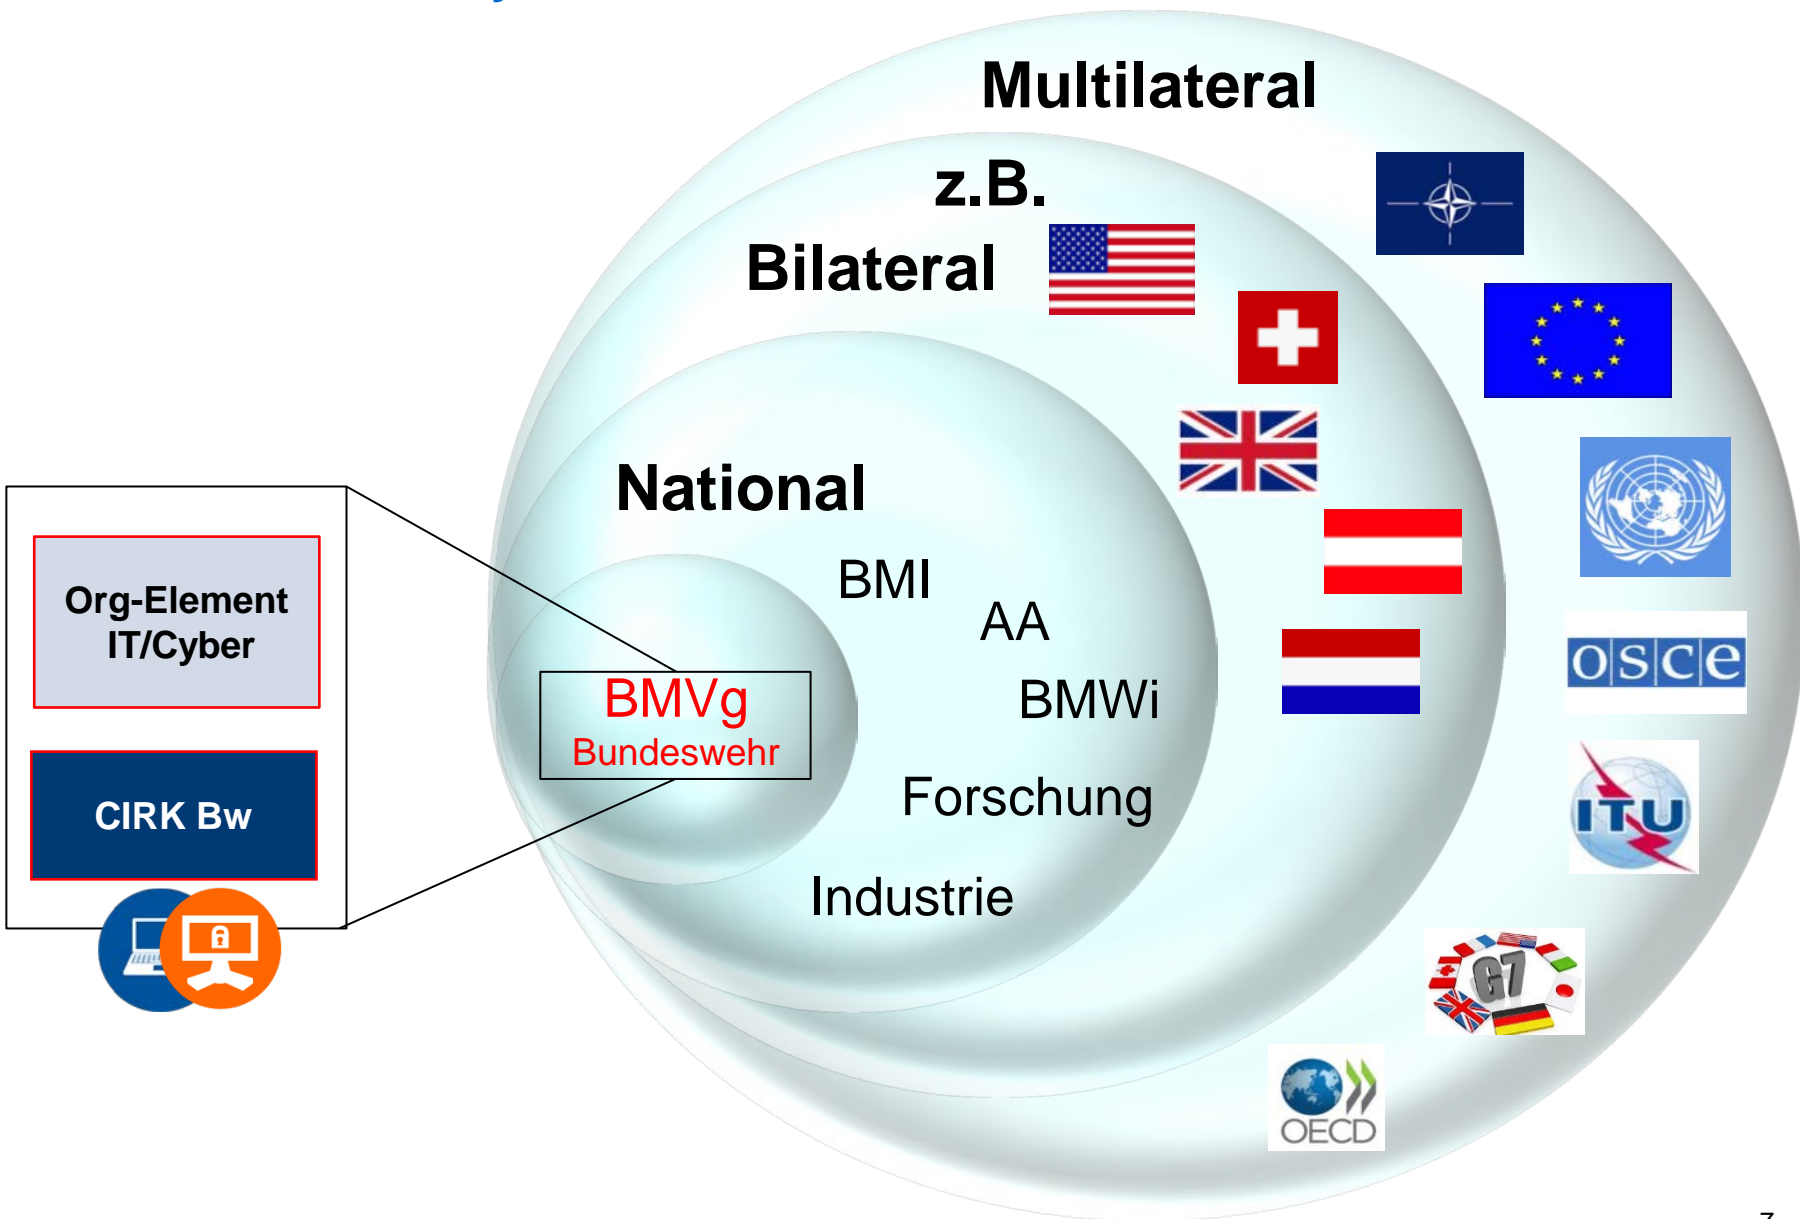 Multilateral
z.B.
Bilateral
National
BMI
AA
BMWi
BMVg
Bundeswehr
Forschung
Industrie
Org-Element
IT/Cyber
CIRK Bw
osce
ITU
G7
OECD